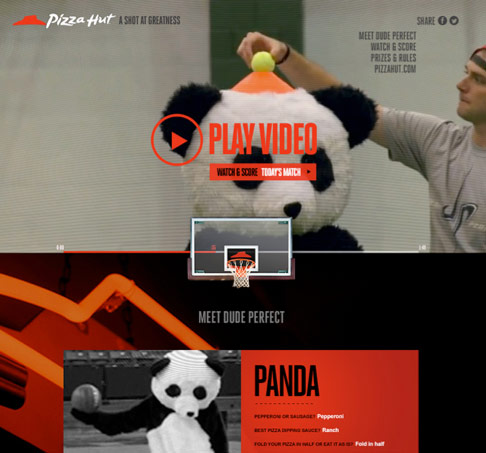 Pizza Hut A SHOT AT GREATNESS
SHARE
MEET DUDE PERFECT
WATCH & SCORE
PRIZES & RULES
PIZZAHUT.COM
PLAY VIDEO
WATCH & SCORE TODAY'S MATCH
MEET DUDE PERFECT
PANDA
PEPPERONI OR SAUSAGE? Pepperoni
BEST PIZZA DIPPING SAUCE? Ranch
FOLD YOUR PIZZA IN HALF OR EAT IT AS IS? Fold in half